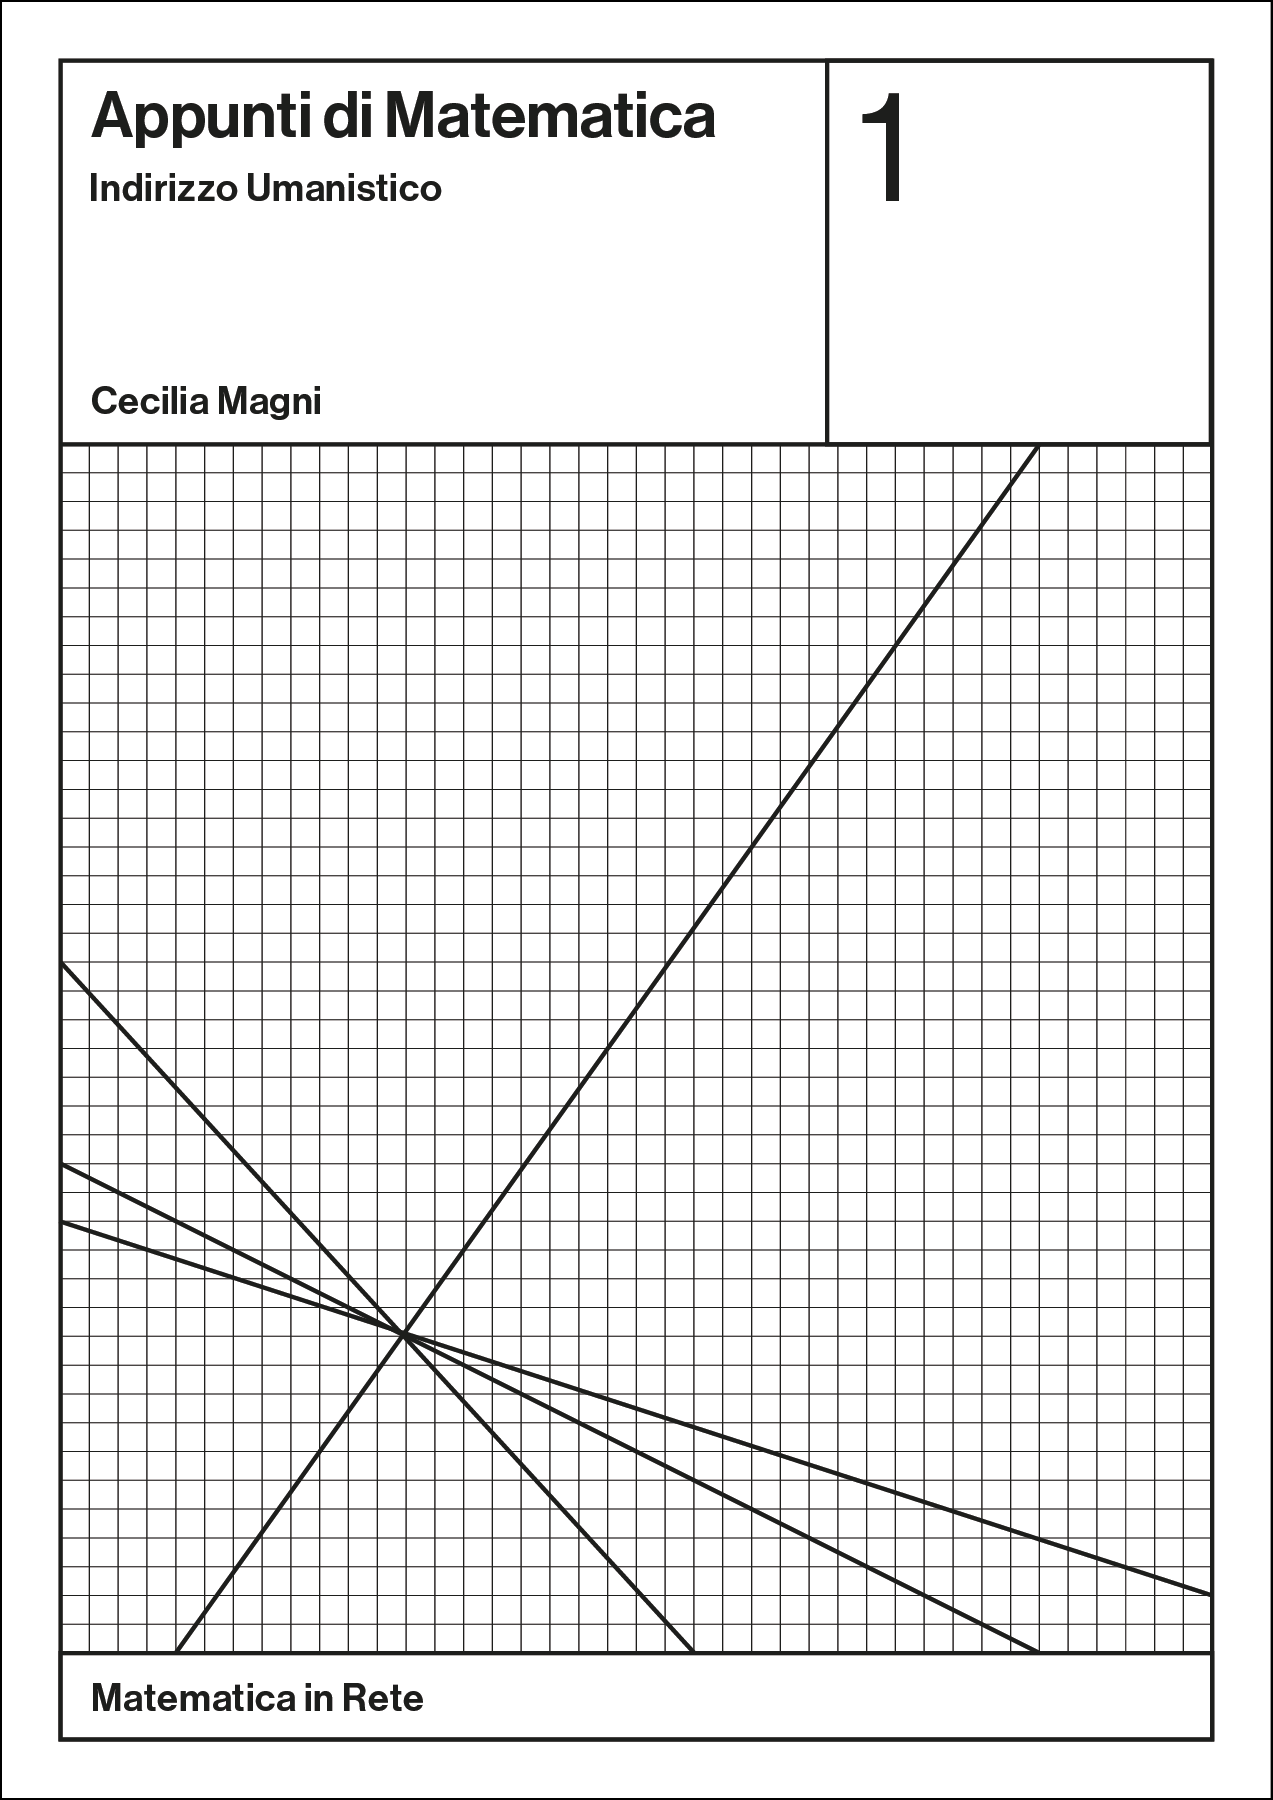 Appunti di Matematica
1
Indirizzo Umanistico
Cecilia Magni
Matematica in Rete